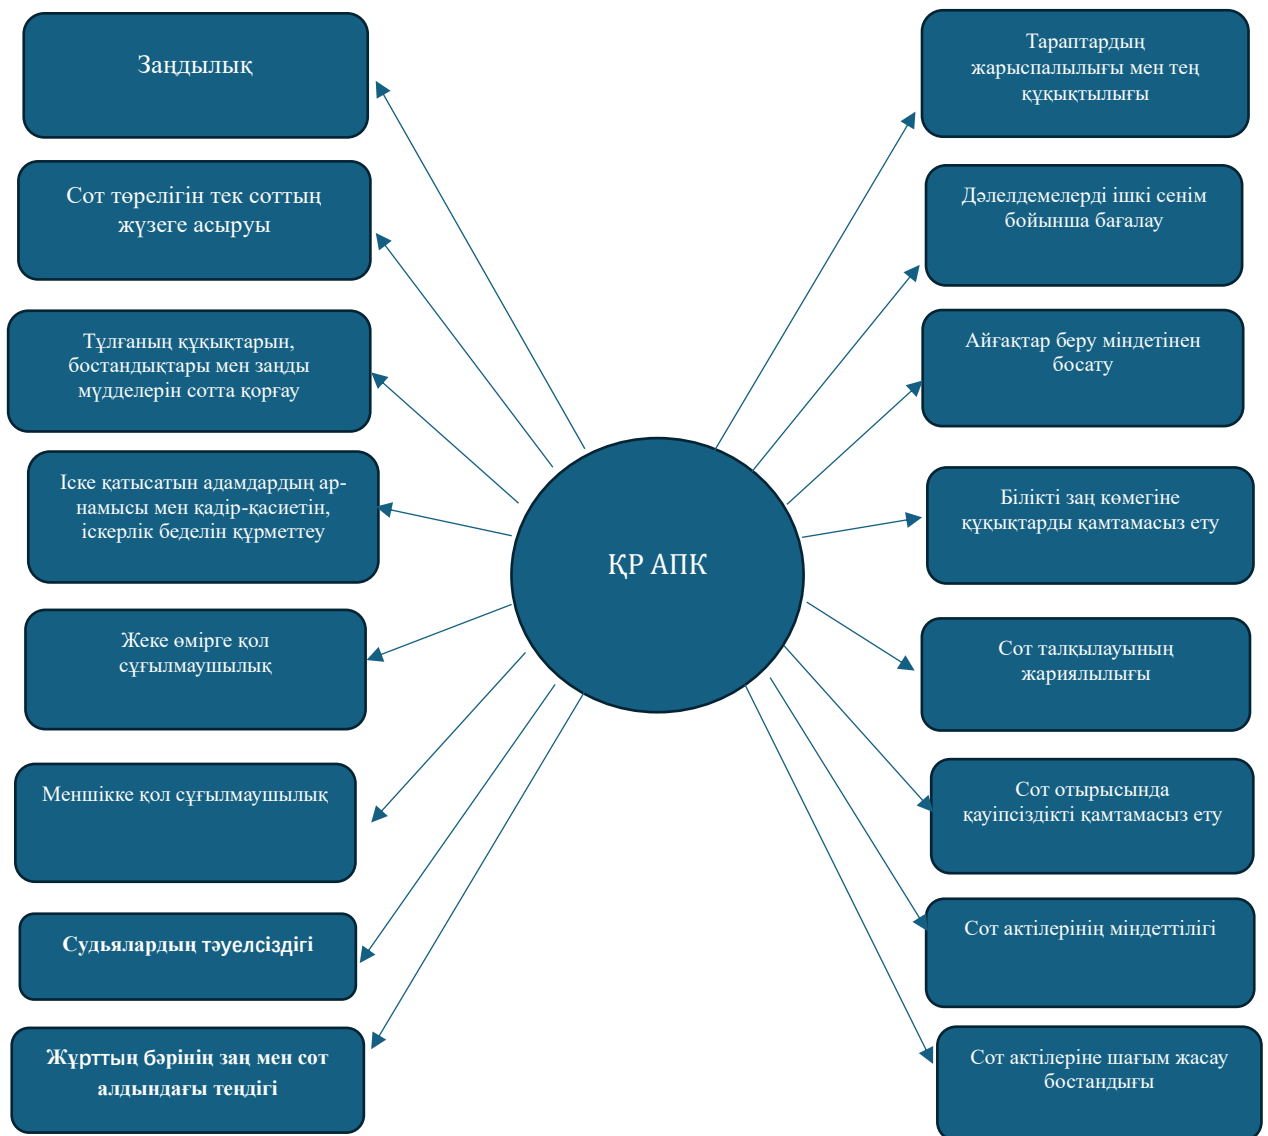 Заңдылық
Сот төрелігін тек соттың
жүзеге асыруы
Тұлғаның құқықтарын,
бостандықтары мен заңды
мүдделерін сотта қорғау
Іске қатысатын адамдардың ар-
намысы мен қадір-қасиетін,
іскерлік беделін құрметтеу
Жеке өмірге қол
сұғылмаушылық
Меншікке қол сұғылмаушылық
Судьялардың тәуелсіздігі
Жұрттың бәрінің заң мен сот
алдындағы теңдігі
ҚР АПК
Тараптардың
жарыспалылығы мен тең
құқықтылығы
Дәлелдемелерді ішкі сенім
бойынша бағалау
Айғақтар беру міндетінен
босату
Білікті заң көмегіне
құқықтарды қамтамасыз ету
Сот талқылауының
жариялылығы
Сот отырысында
қауіпсіздікті қамтамасыз ету
Сот актілерінің міндеттілігі
Сот актілеріне шағым жасау
бостандығы